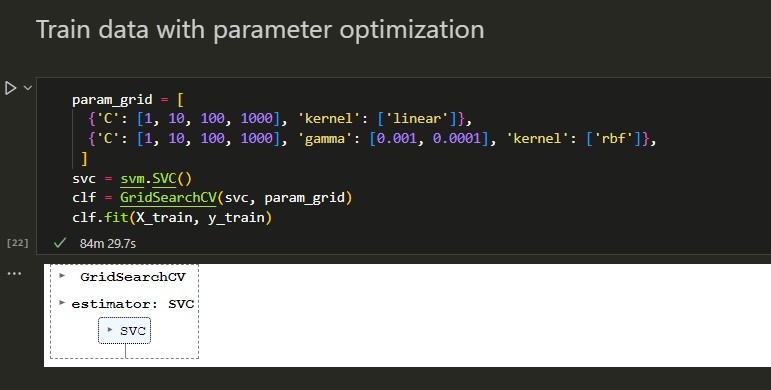 Train data with parameter optimization
param_grid = [
{'C': [1, 10, 100, 1000], 'kernel': ['linear']},
{'C': [1, 10, 100, 1000], 'gamma': [0.001, 0.0001], 'kernel': ['rbf']},
]
svc = svm.SVC()
clf = GridSearchCV(svc, param_grid)
clf.fit(X_train, y_train)
[22] 84m 29.7s
...
GridSearchCV
estimator: SVC
SVC